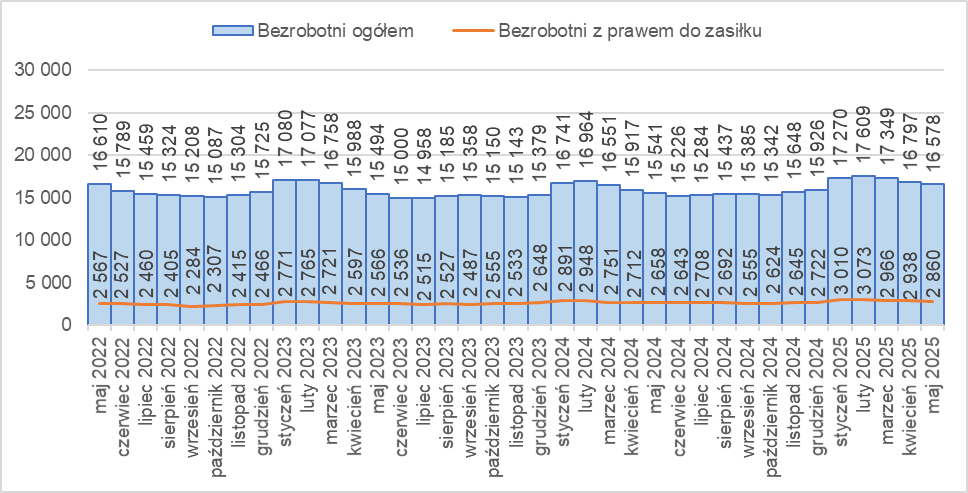 Bezrobotni ogółem
Bezrobotni z prawem do zasiłku
30 000
25 000
20 000
15 000
10 000
5 000
0
16 610
15 789
15 459
15 324
15 208
15 087
15 304
15 725
17 080
17 077
16 758
15 988
15 494
15 000
14 958
15 185
15 358
15 150
15 143
15 379
16 741
16 964
16 551
15 917
15 541
15 226
15 284
15 437
15 385
15 342
15 648
15 926
17 270
17 609
17 349
16 797
16 578
2 567
2 527
2 460
2 405
2 284
2 307
2 415
2 466
2 771
2 765
2 721
2 597
2 566
2 536
2 515
2 527
2 487
2 555
2 533
2 648
2 891
2 948
2 751
2 712
2 658
2 643
2 708
2 692
2 555
2 624
2 645
2 722
3 010
3 073
2 966
2 938
2 860
maj 2022
czerwiec 2022
lipiec 2022
sierpień 2022
wrzesień 2022
październik 2022
listopad 2022
grudzień 2022
styczeń 2023
luty 2023
marzec 2023
kwiecień 2023
maj 2023
czerwiec 2023
lipiec 2023
sierpień 2023
wrzesień 2023
październik 2023
listopad 2023
grudzień 2023
styczeń 2024
luty 2024
marzec 2024
kwiecień 2024
maj 2024
czerwiec 2024
lipiec 2024
sierpień 2024
wrzesień 2024
październik 2024
listopad 2024
grudzień 2024
styczeń 2025
luty 2025
marzec 2025
kwiecień 2025
maj 2025